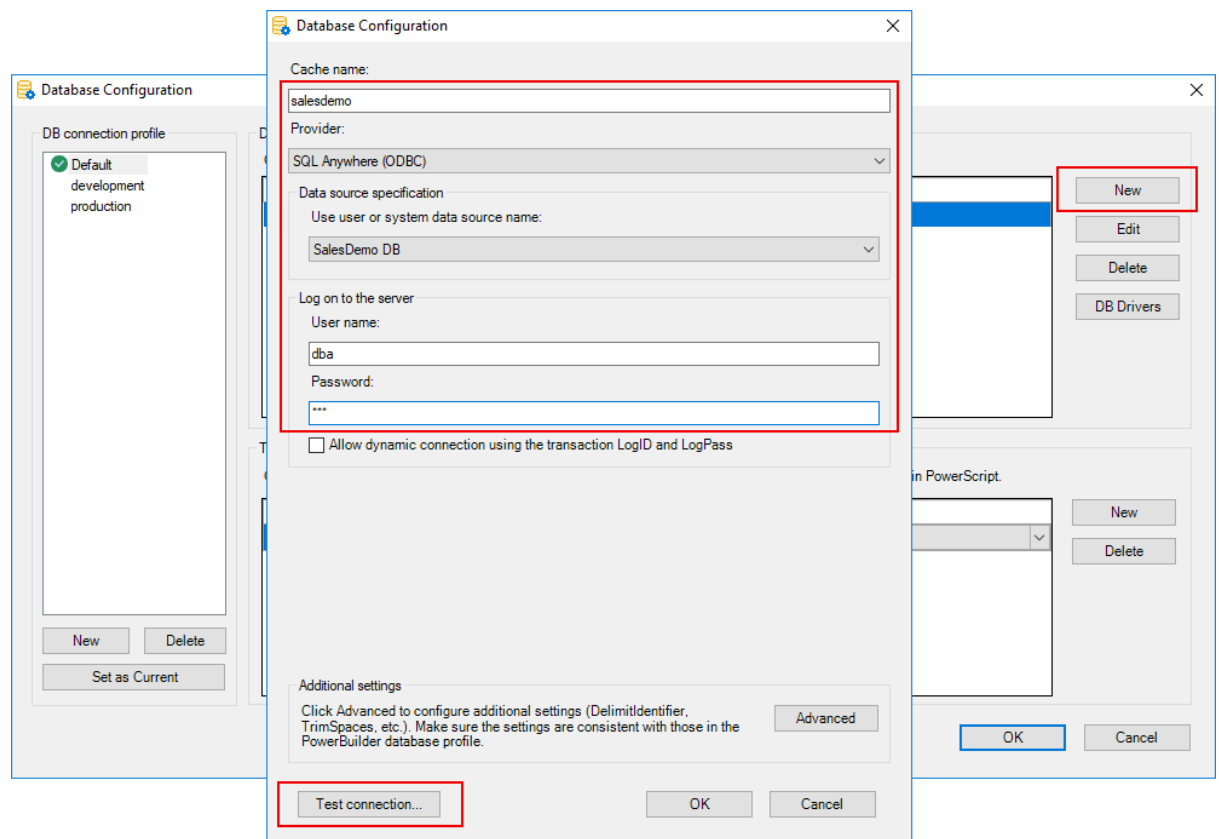 Database Configuration
Cache name:
salesdemo
Provider:
SQL Anywhere (ODBC)
Data source specification
Use user or system data source name:
SalesDemo DB
Log on to the server
User name:
dba
Password:
***
Allow dynamic connection using the transaction LogID and LogPass
Additional settings
Click Advanced to configure additional settings (DelimitIdentifier,
TrimSpaces, etc.). Make sure the settings are consistent with those in the
PowerBuilder database profile.
Advanced
Test connection...
OK
Cancel
Database Configuration
DB connection profile
Default
development
production
New
Delete
Set as Current
New
Edit
Delete
DB Drivers
in PowerScript.
New
Delete
OK
Cancel